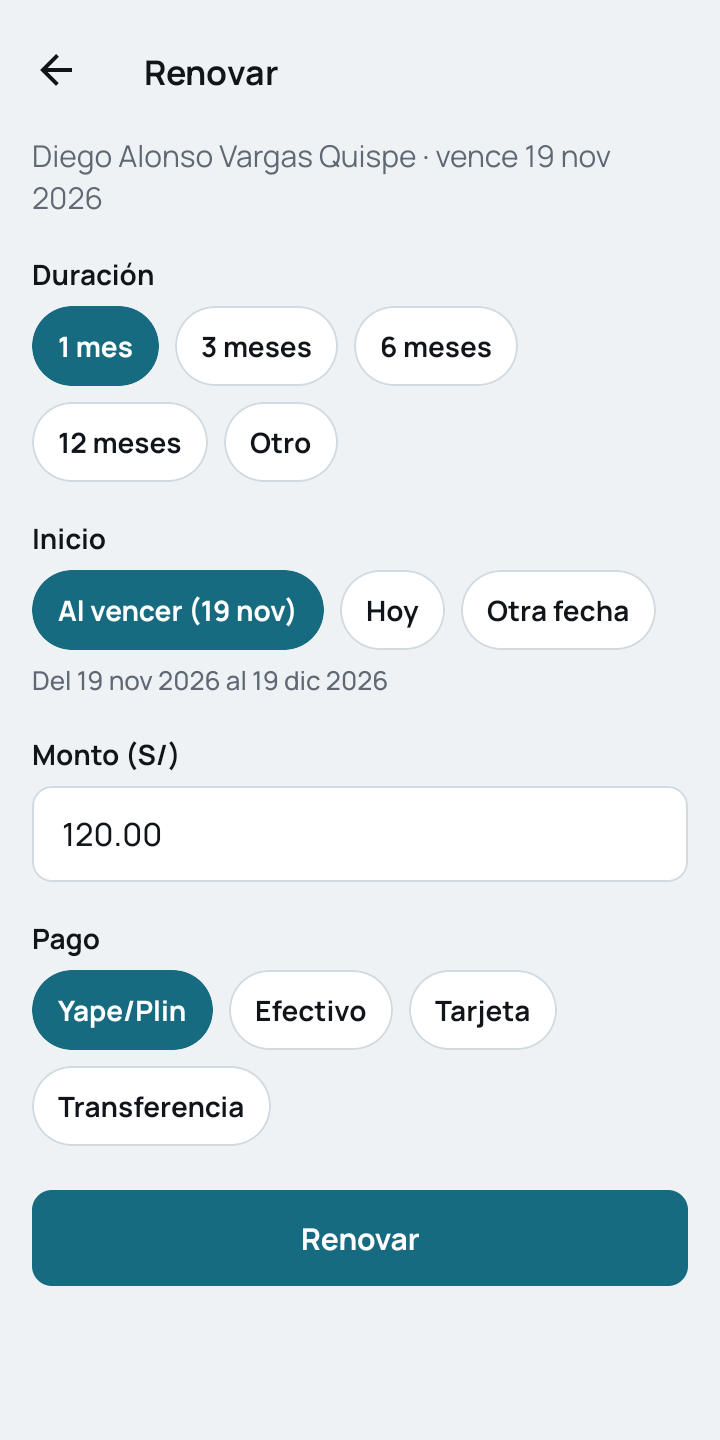 Renovar
Diego Alonso Vargas Quispe · vence 19 nov
2026
Duración
1 mes
3 meses
6 meses
12 meses
Otro
Inicio
Al vencer (19 nov)
Hoy
Otra fecha
Del 19 nov 2026 al 19 dic 2026
Monto (S/)
120.00
Pago
Yape/Plin
Efectivo
Tarjeta
Transferencia
Renovar